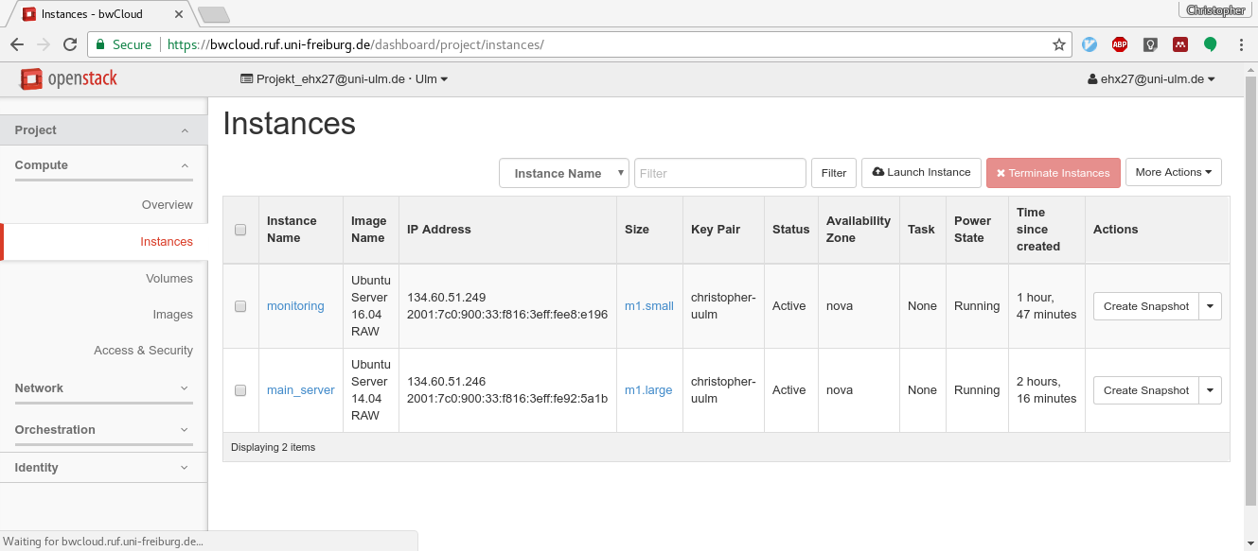 Instances - bwCloud
Christopher
Secure https://bwcloud.ruf.uni-freiburg.de/dashboard/project/instances/
ABP
openstack
Projekt_ehx27@uni-ulm.de · Ulm
ehx27@uni-ulm.de
Project
Compute
Overview
Instances
Volumes
Images
Access & Security
Network
Orchestration
Identity
Instances
Instance Name
Filter
Filter
Launch Instance
Terminate Instances
More Actions
Instance Name
Image Name
IP Address
Size
Key Pair
Status
Availability Zone
Task
Power State
Time since created
Actions
monitoring
Ubuntu Server 16.04 RAW
134.60.51.249
2001:7c0:900:33:f816:3eff:fee8:e196
m1.small
christopher-uulm
Active
nova
None
Running
1 hour, 47 minutes
Create Snapshot
main_server
Ubuntu Server 14.04 RAW
134.60.51.246
2001:7c0:900:33:f816:3eff:fe92:5a1b
m1.large
christopher-uulm
Active
nova
None
Running
2 hours, 16 minutes
Create Snapshot
Displaying 2 items
Waiting for bwcloud.ruf.uni-freiburg.de...